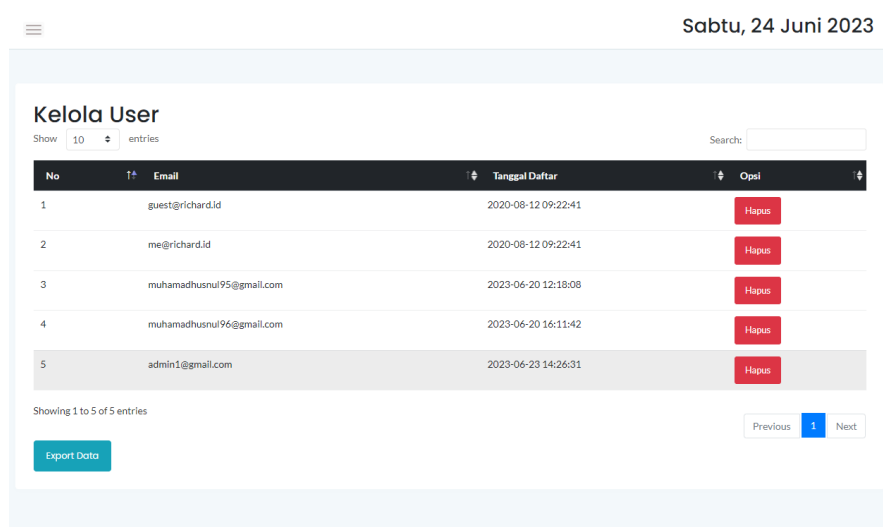 Sabtu, 24 Juni 2023
Kelola User
Show 10 entries Search:
No Email Tanggal Daftar Opsi
1 guest@richard.id 2020-08-12 09:22:41 Hapus
2 me@richard.id 2020-08-12 09:22:41 Hapus
3 muhamadhusnul95@gmail.com 2023-06-20 12:18:08 Hapus
4 muhamadhusnul96@gmail.com 2023-06-20 16:11:42 Hapus
5 admin1@gmail.com 2023-06-23 14:26:31 Hapus
Showing 1 to 5 of 5 entries
Previous 1 Next
Export Data